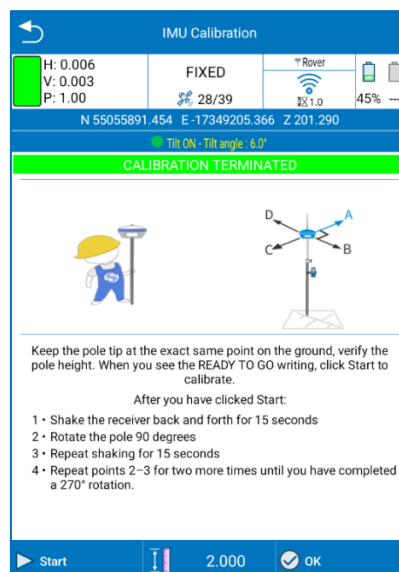 IMU Calibration
H: 0.006
V: 0.003
P: 1.00
FIXED
28/39
Rover
1.0
45%
--
N 55055891.454 E-17349205.366 Z 201.290
Tilt ON - Tilt angle : 6.0°
CALIBRATION TERMINATED
D
A
C
B
Keep the pole tip at the exact same point on the ground, verify the
pole height. When you see the READY TO GO writing, click Start to
calibrate.
After you have clicked Start:
1 • Shake the receiver back and forth for 15 seconds
2 • Rotate the pole 90 degrees
3 • Repeat shaking for 15 seconds
4 • Repeat points 2–3 for two more times until you have completed
a 270° rotation.
Start
2.000
OK